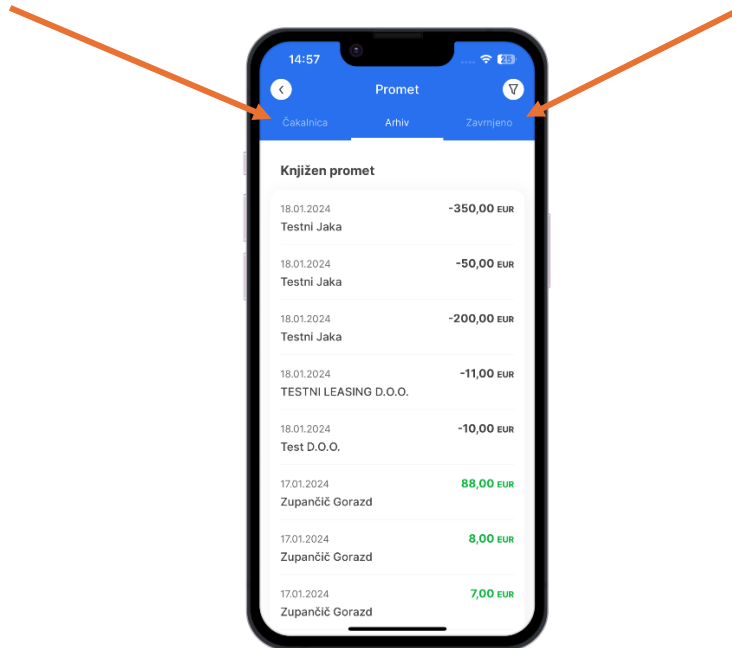 14:57
25
Promet
Čakalnica Arhiv Zavrnjeno
Knjižen promet
18.01.2024 -350,00 EUR
Testni Jaka
18.01.2024 -50,00 EUR
Testni Jaka
18.01.2024 -200,00 EUR
Testni Jaka
18.01.2024 -11,00 EUR
TESTNI LEASING D.O.O.
18.01.2024 -10,00 EUR
Test D.O.O.
17.01.2024 88,00 EUR
Zupančič Gorazd
17.01.2024 8,00 EUR
Zupančič Gorazd
17.01.2024 7,00 EUR
Zupančič Gorazd